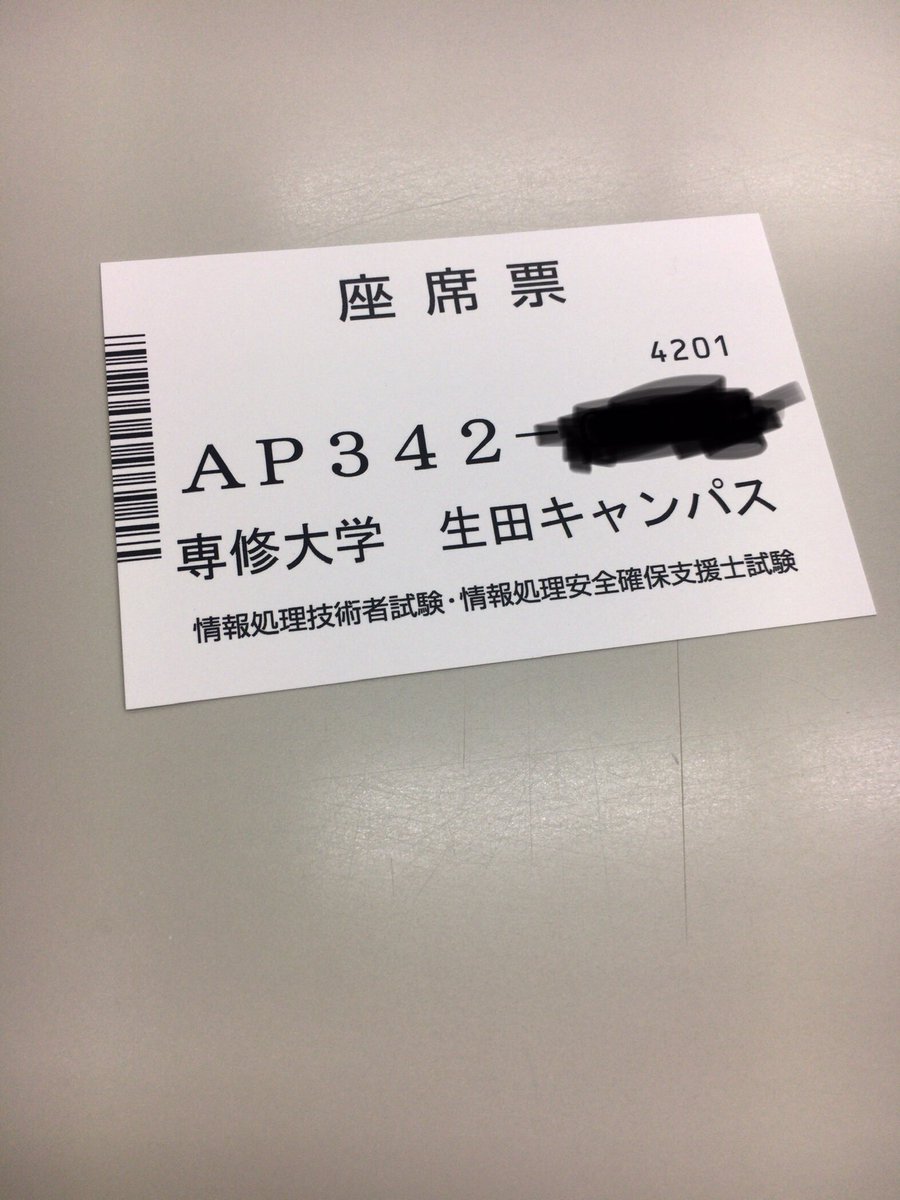 座席票
4201
AP342-
専修大学 生田キャンパス
情報処理技術者試験・情報処理安全確保支援士試験